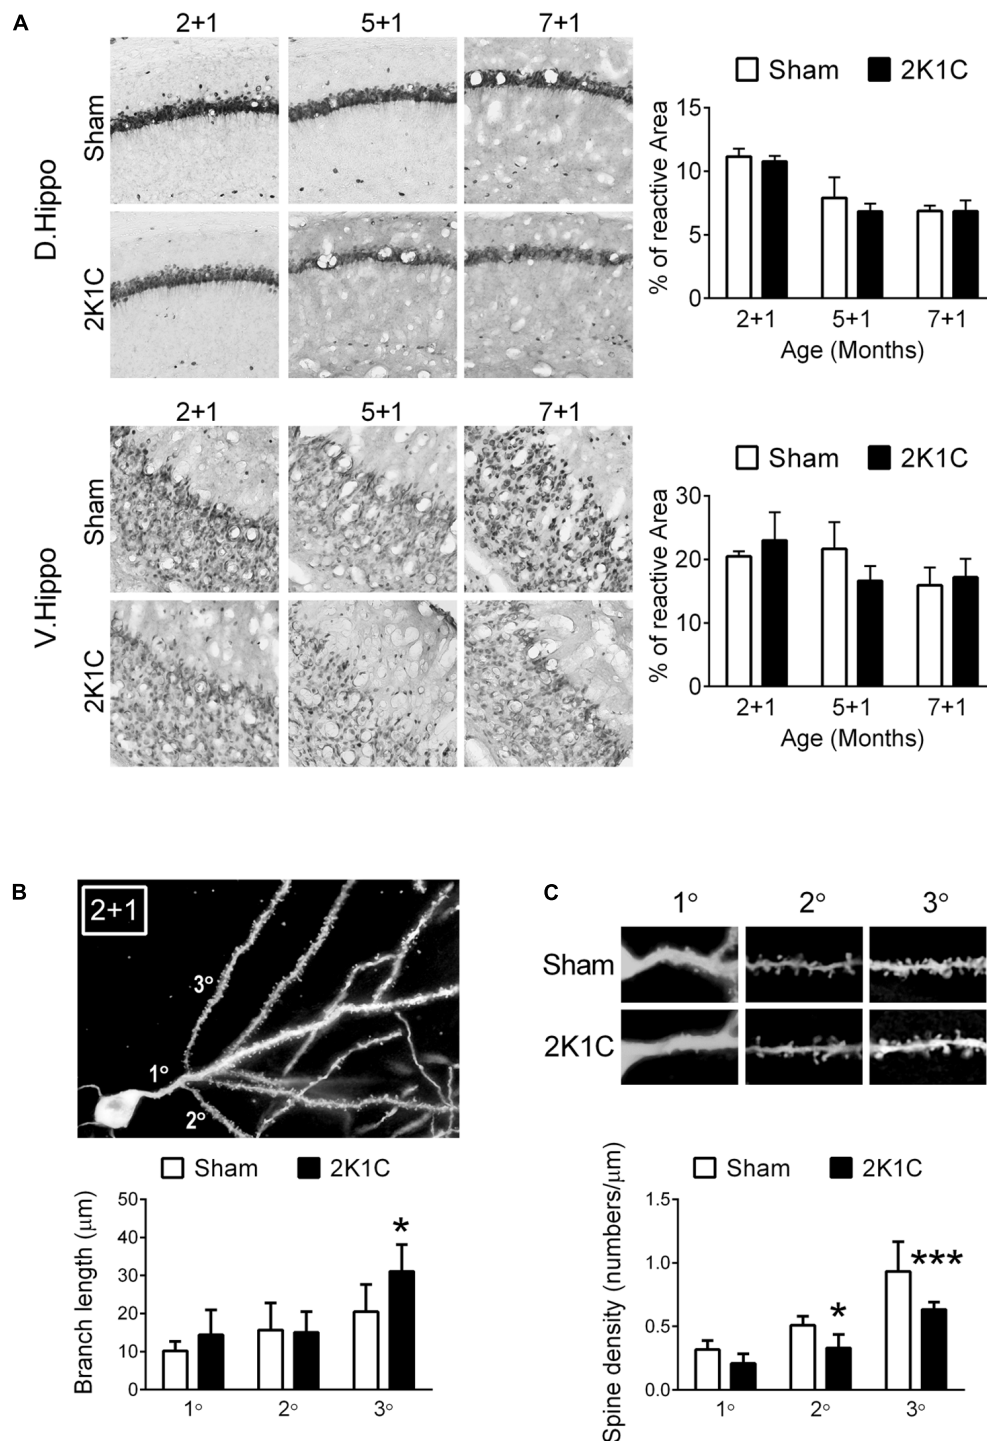 A
2+1 5+1 7+1
D.Hippo
Sham
2K1C
Sham 2K1C
% of reactive Area
15
10
5
0
2+1 5+1 7+1
Age (Months)
2+1 5+1 7+1
V.Hippo
Sham
2K1C
Sham 2K1C
% of reactive Area
30
20
10
0
2+1 5+1 7+1
Age (Months)
B
2+1
3°
1°
2°
Sham 2K1C
Branch length (μm)
50
40
30
20
10
0
*
1° 2° 3°
C
1° 2° 3°
Sham
2K1C
Sham 2K1C
Spine density (numbers/μm)
1.5
1.0
0.5
0.0
*
***
1° 2° 3°